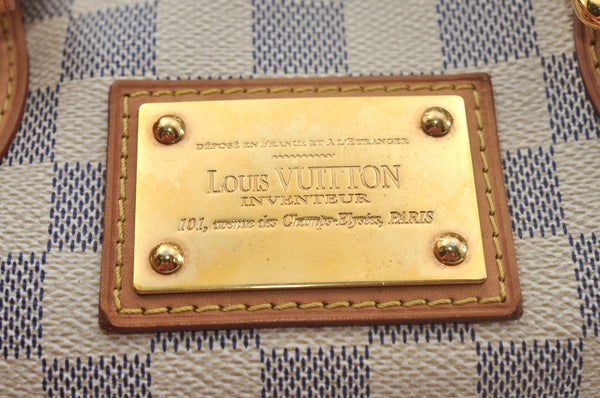 DÉPOSÉ EN FRANCE ET À L'ÉTRANGER
LOUIS VUITTON
INVENTEUR
101, avenue des Champs-Elysées, PARIS